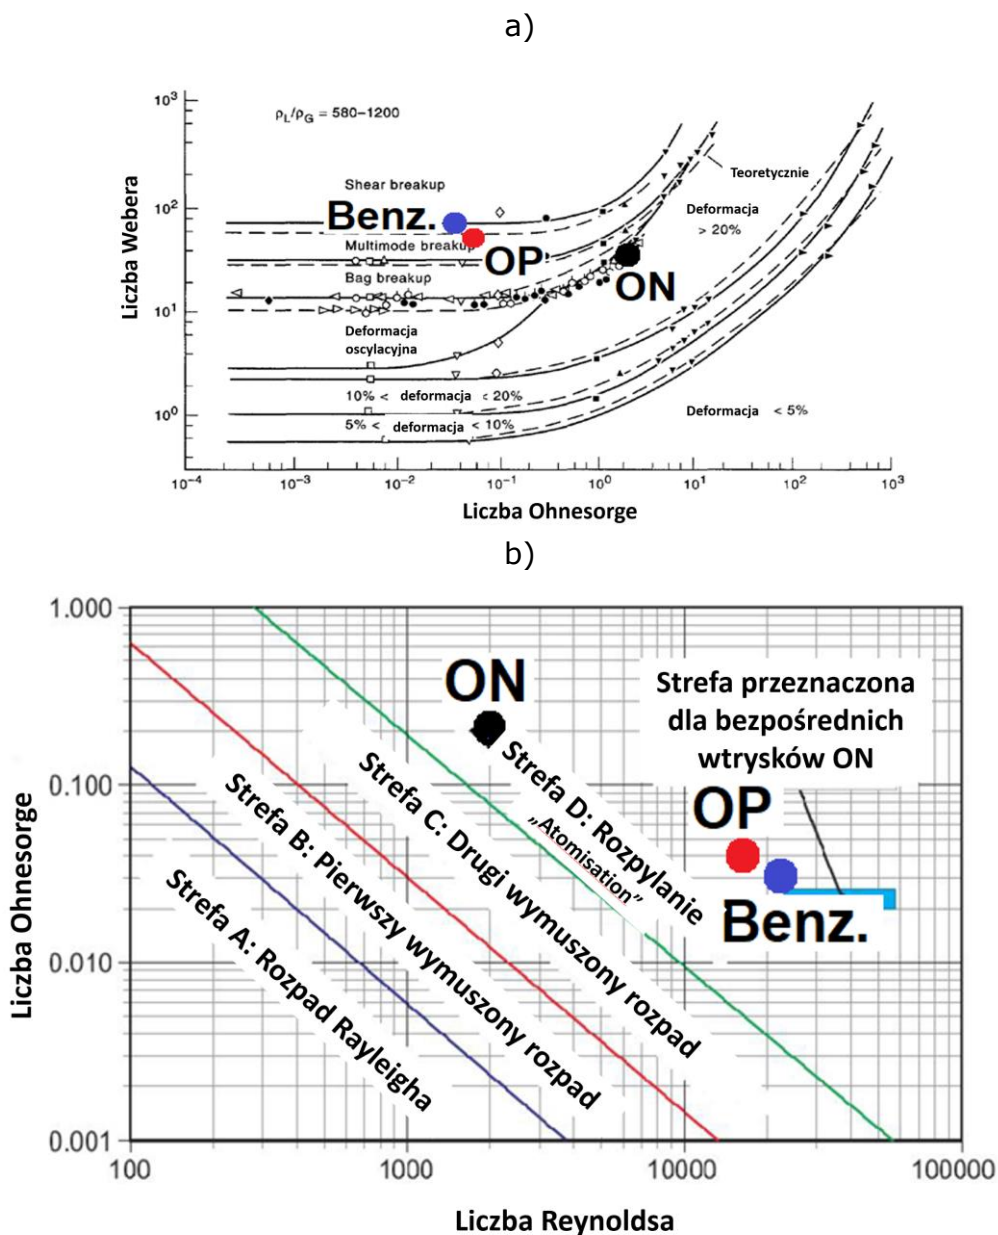 a)
10³
ρL/ρG = 580–1200
Teoretycznie
Shear breakup
10²
Benz.
Deformacja
> 20%
Multimode breakup
OP
ON
Bag breakup
10¹
Deformacja
oscylacyjna
10% < deformacja < 20%
Deformacja < 5%
10⁰
5% < deformacja < 10%
Liczba Webera
10⁻⁴ 10⁻³ 10⁻² 10⁻¹ 10⁰ 10¹ 10² 10³
Liczba Ohnesorge
b)
1.000
ON
Strefa przeznaczona
dla bezpośrednich
wtrysków ON
0.100
OP
Benz.
Strefa D: Rozpylanie
„Atomisation”
Strefa C: Drugi wymuszony rozpad
Strefa B: Pierwszy wymuszony rozpad
Strefa A: Rozpad Rayleigha
0.010
0.001
Liczba Ohnesorge
100 1000 10000 100000
Liczba Reynoldsa